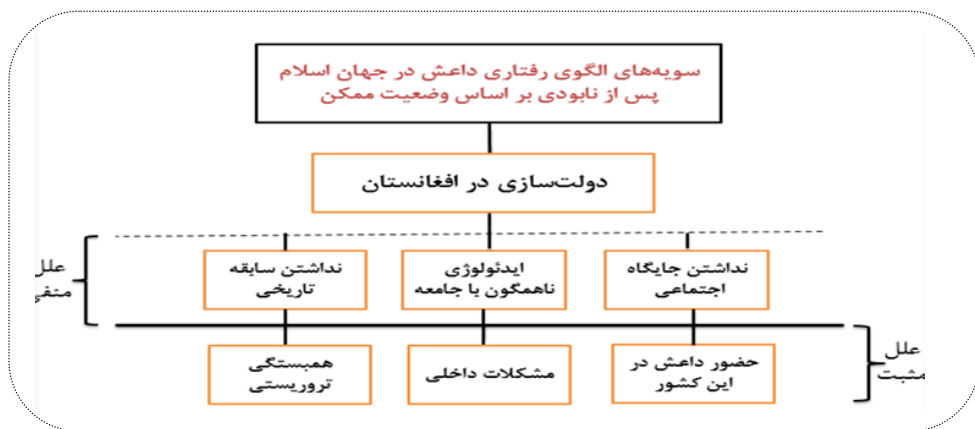 سویه‌های الگوی رفتاری داعش در جهان اسلام
پس از نابودی بر اساس وضعیت ممکن
دولت‌سازی در افغانستان
نداشتن جایگاه
اجتماعی
ایدئولوژی
ناهمگون با جامعه
نداشتن سابقه
تاریخی
علل
منفی
علل
مثبت
حضور داعش در
این کشور
مشکلات داخلی
همبستگی
تروریستی